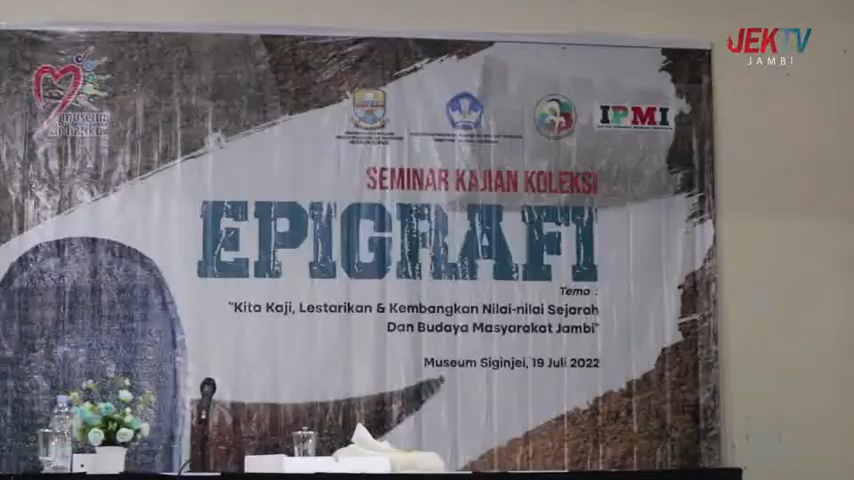 JEKTV
JAMBI
museum
IPMI
SEMINAR KAJIAN KOLEKSI
EPIGRAFI
Tema :
"Kita Kaji, Lestarikan & Kembangkan Nilai-nilai Sejarah
Dan Budaya Masyarakat Jambi"
Museum Siginjei, 19 Juli 2022